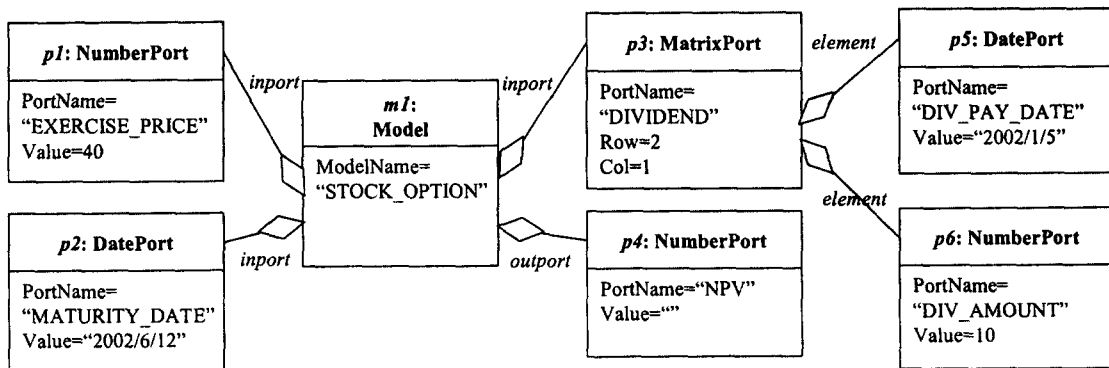 p1: NumberPort
PortName=
“EXERCISE_PRICE”
Value=40
inport
p2: DatePort
PortName=
“MATURITY_DATE”
Value=“2002/6/12”
inport
m1:
Model
ModelName=
“STOCK_OPTION”
inport
outport
p3: MatrixPort
PortName=
“DIVIDEND”
Row=2
Col=1
p4: NumberPort
PortName=“NPV”
Value=“”
element
element
p5: DatePort
PortName=
“DIV_PAY_DATE”
Value=“2002/1/5”
p6: NumberPort
PortName=
“DIV_AMOUNT”
Value=10